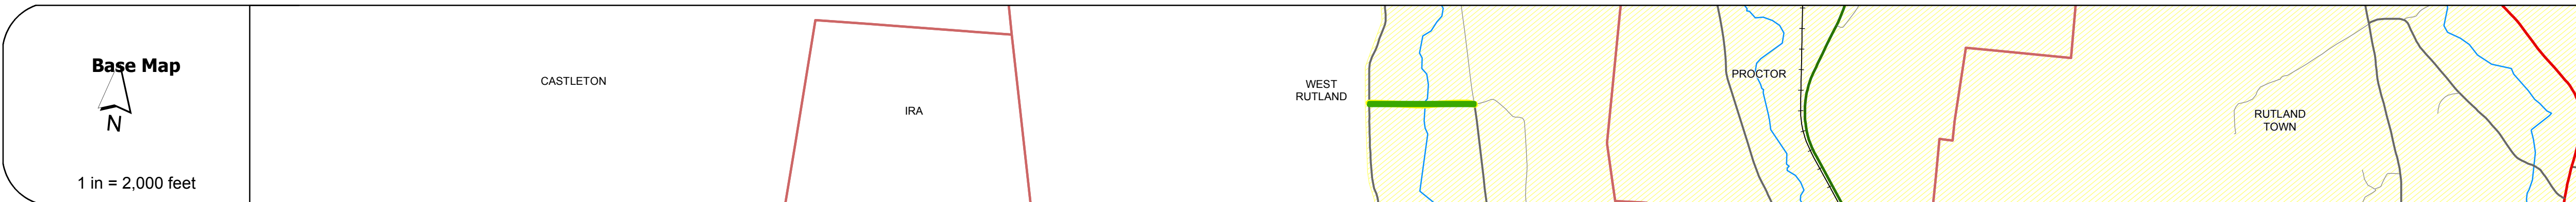 Base Map
N
1 in = 2,000 feet
CASTLETON
IRA
WEST
RUTLAND
PROCTOR
RUTLAND
TOWN